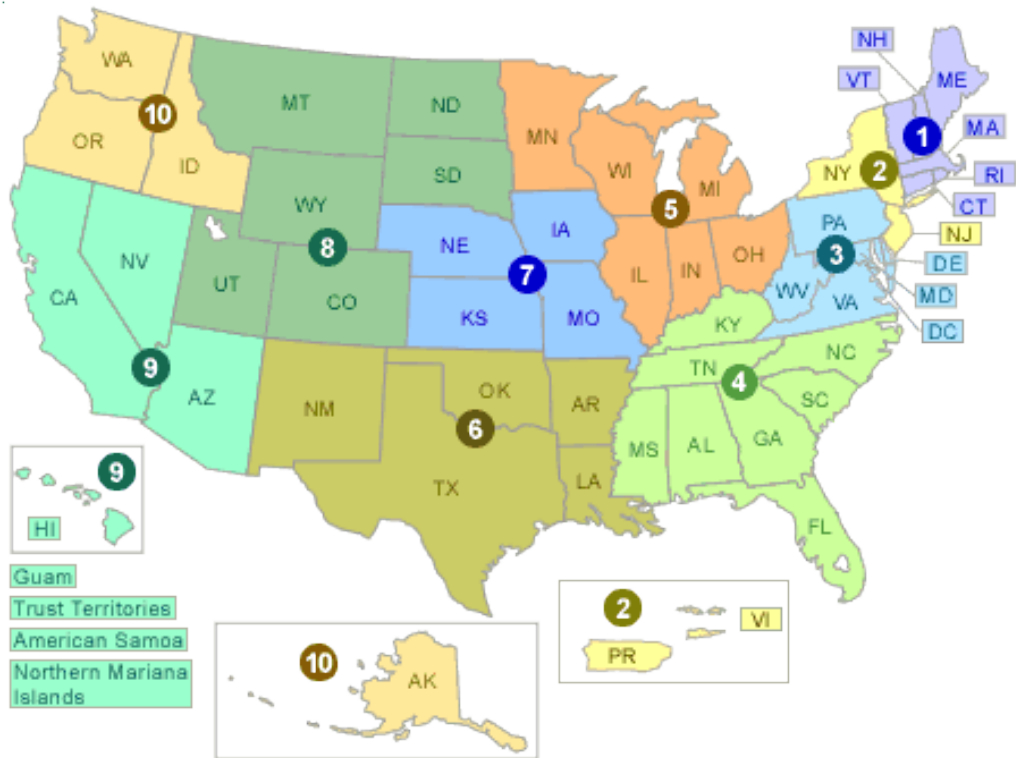 NH
VT
ME
WA
MT
ND
MN
10
1
MA
OR
ID
SD
WI
MI
NY
2
RI
WY
5
CT
8
NE
IA
PA
NJ
NV
UT
CO
7
IL
IN
OH
3
DE
CA
KS
MO
WV
VA
MD
KY
DC
9
AZ
NM
OK
AR
TN
4
NC
SC
6
MS
AL
GA
TX
LA
9
HI
FL
Guam
Trust Territories
American Samoa
Northern Mariana
Islands
10
AK
2
VI
PR